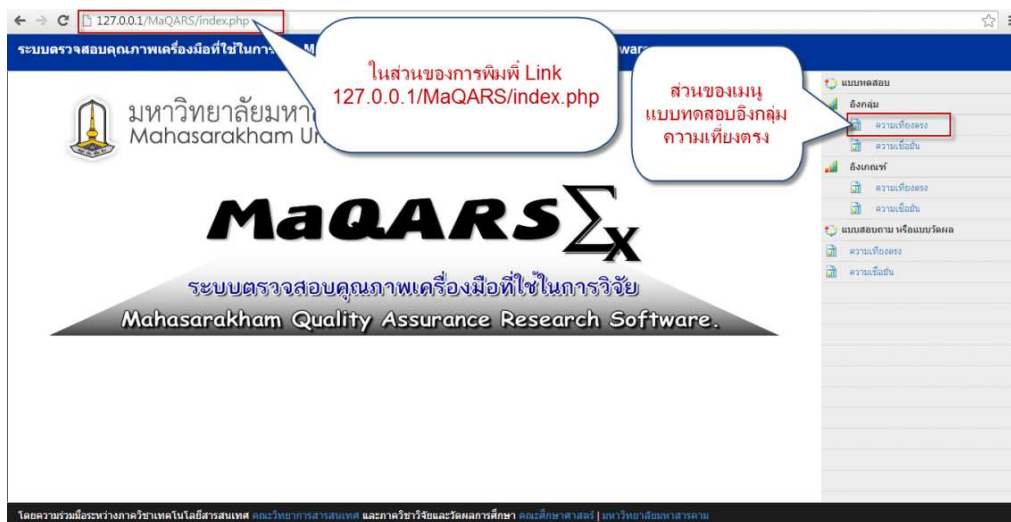 127.0.0.1/MaQARS/index.php
ระบบตรวจสอบคุณภาพเครื่องมือที่ใช้ในการ
ในส่วนของการพิมพิ่ Link
127.0.0.1/MaQARS/index.php
ส่วนของเมนู
แบบทดสอบอิงกลุ่ม
ความเที่ยงตรง
มหาวิทยาลัยมหา
Mahasarakham Un
MaQARS Σx
ระบบตรวจสอบคุณภาพเครื่องมือที่ใช้ในการวิจัย
Mahasarakham Quality Assurance Research Software.
แบบทดสอบ
อิงกลุ่ม
ความเที่ยงตรง
ความเชื่อมั่น
อิงเกณฑ์
ความเที่ยงตรง
ความเชื่อมั่น
แบบสอบถาม หรือแบบวัดผล
ความเที่ยงตรง
ความเชื่อมั่น
โดยความร่วมมือระหว่างภาควิชาเทคโนโลยีสารสนเทศ คณะวิทยาการสารสนเทศ และภาควิชาวิจัยและวัดผลการศึกษา คณะศึกษาศาสตร์ | มหาวิทยาลัยมหาสารคาม